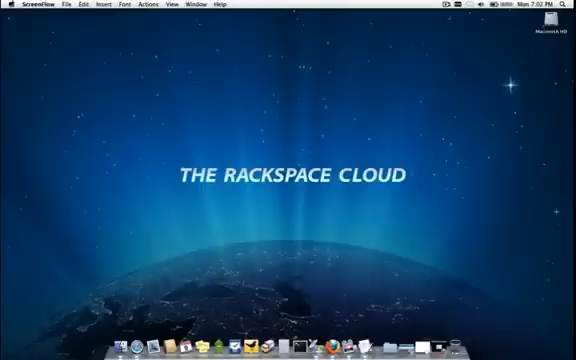 ScreenFlow File Edit Insert Font Actions View Window Help Mon 7:02 PM
Macintosh HD
THE RACKSPACE CLOUD